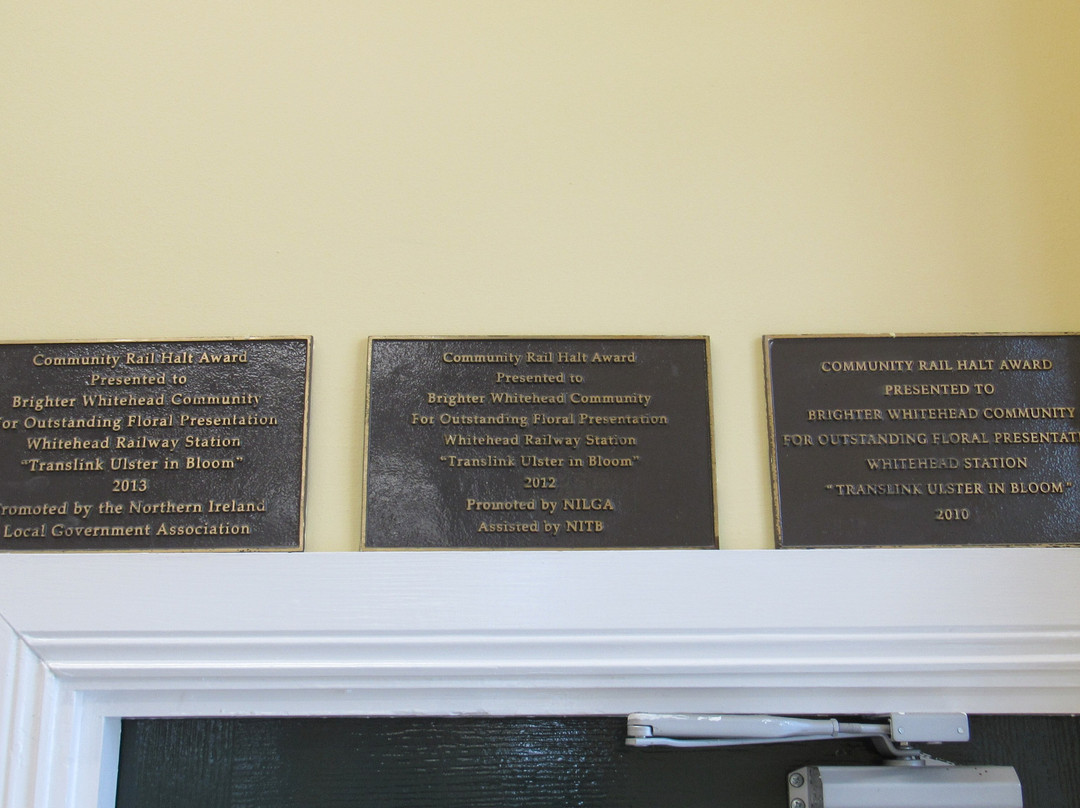 Community Rail Halt Award
Presented to
Brighter Whitehead Community
For Outstanding Floral Presentation
Whitehead Railway Station
"Translink Ulster in Bloom"
2013
Promoted by the Northern Ireland
Local Government Association
Community Rail Halt Award
Presented to
Brighter Whitehead Community
For Outstanding Floral Presentation
Whitehead Railway Station
"Translink Ulster in Bloom"
2012
Promoted by NILGA
Assisted by NITB
COMMUNITY RAIL HALT AWARD
PRESENTED TO
BRIGHTER WHITEHEAD COMMUNITY
FOR OUTSTANDING FLORAL PRESENTATI
WHITEHEAD STATION
"TRANSLINK ULSTER IN BLOOM"
2010